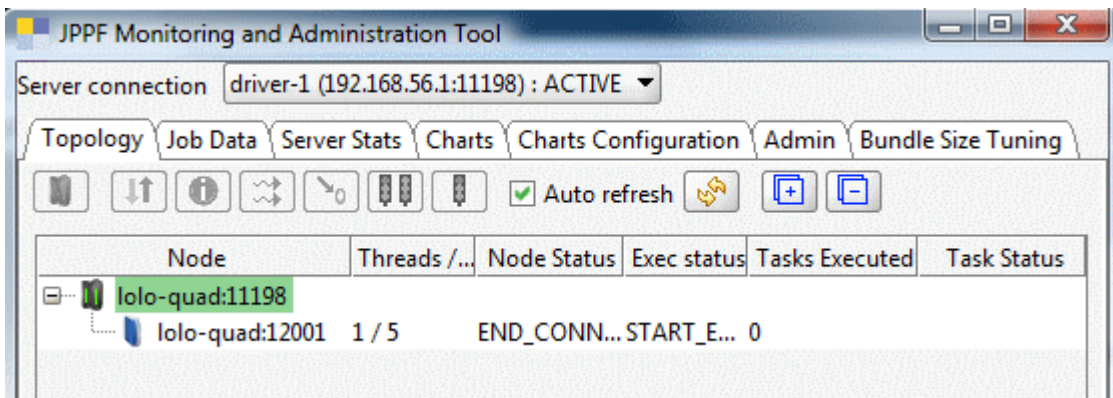 JPPF Monitoring and Administration Tool
Server connection driver-1 (192.168.56.1:11198) : ACTIVE
Topology Job Data Server Stats Charts Charts Configuration Admin Bundle Size Tuning
0 Auto refresh
Node Threads /... Node Status Exec status Tasks Executed Task Status
lolo-quad:11198
lolo-quad:12001 1 / 5 END_CONN... START_E... 0